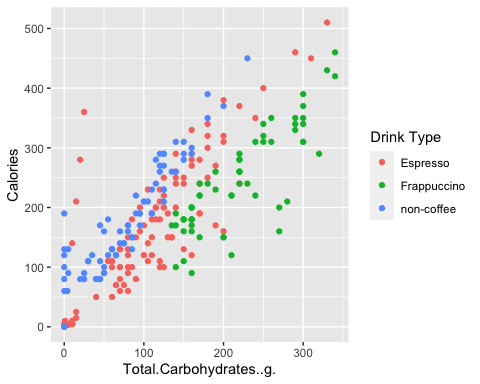 500
400
300
200
100
0
Calories
0
100
200
300
Total.Carbohydrates..g.
Drink Type
Espresso
Frappuccino
non-coffee